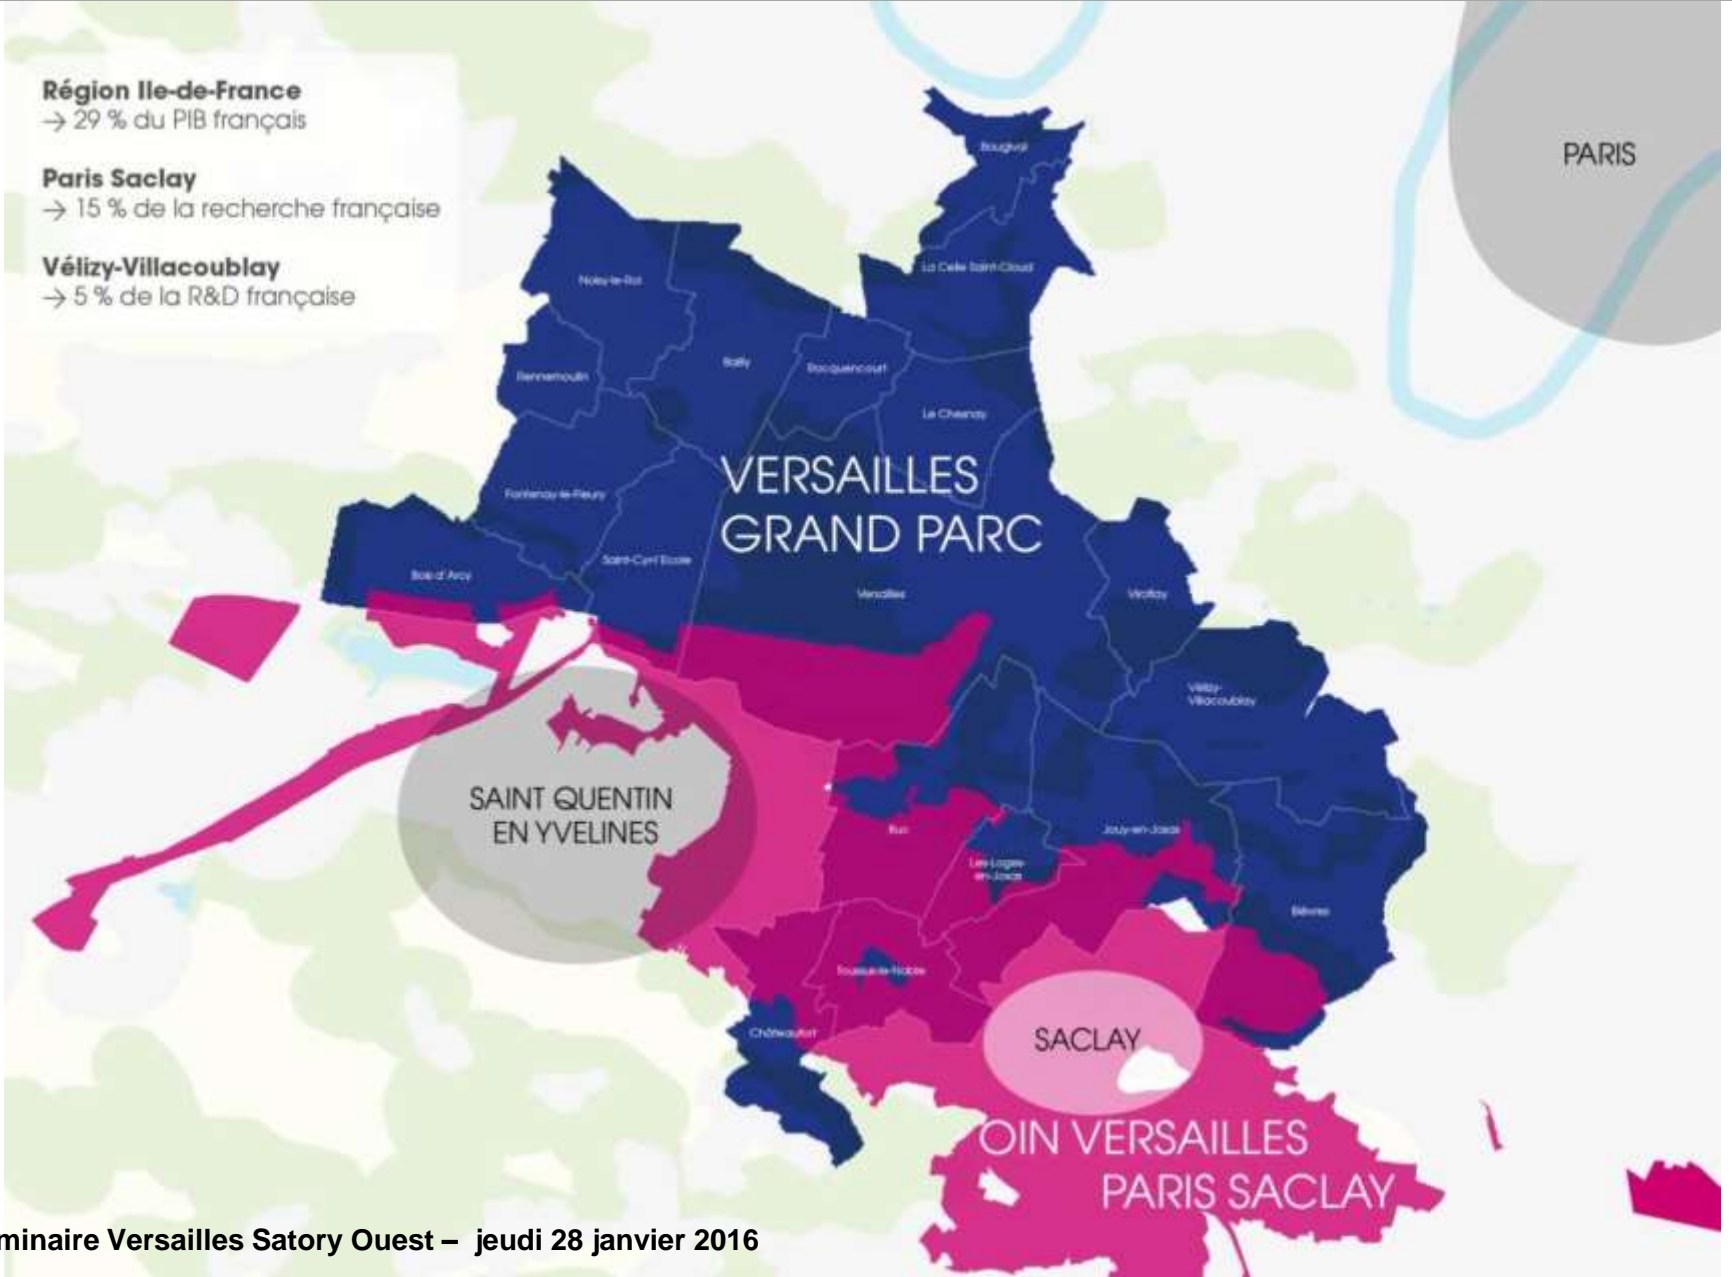 Région Ile-de-France
→ 29 % du PIB français
Paris Saclay
→ 15 % de la recherche française
Vélizy-Villacoublay
→ 5 % de la R&D française
PARIS
Bougival
La Celle Saint-Cloud
Noisy-le-Roi
Bailly
Rocquencourt
Rennemoulin
Le Chesnay
VERSAILLES
GRAND PARC
Fontenay-le-Fleury
Saint-Cyr l'Ecole
Bois d'Arcy
Versailles
Viroflay
Vélizy-
Villacoublay
SAINT QUENTIN
EN YVELINES
Buc
Jouy-en-Josas
Les-Loges-
en-Josas
Bièvres
Toussus-le-Noble
Châteaufort
SACLAY
OIN VERSAILLES
PARIS SACLAY
minaire Versailles Satory Ouest – jeudi 28 janvier 2016